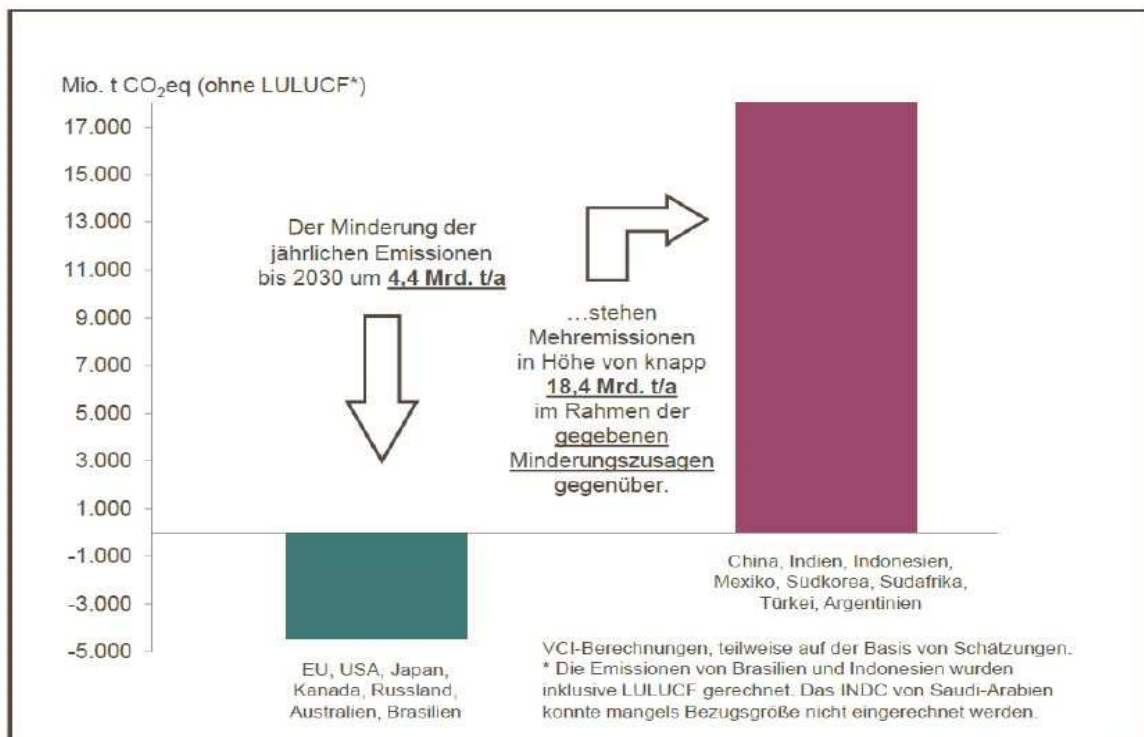 Mio. t CO₂eq (ohne LULUCF*)
17.000
15.000
13.000
11.000
9.000
7.000
5.000
3.000
1.000
-1.000
-3.000
-5.000
Der Minderung der
jährlichen Emissionen
bis 2030 um 4,4 Mrd. t/a
…stehen
Mehremissionen
in Höhe von knapp
18,4 Mrd. t/a
im Rahmen der
gegebenen
Minderungszusagen
gegenüber.
EU, USA, Japan,
Kanada, Russland,
Australien, Brasilien
China, Indien, Indonesien,
Mexiko, Südkorea, Südafrika,
Türkei, Argentinien
VCI-Berechnungen, teilweise auf der Basis von Schätzungen.
* Die Emissionen von Brasilien und Indonesien wurden
inklusive LULUCF gerechnet. Das INDC von Saudi-Arabien
konnte mangels Bezugsgröße nicht eingerechnet werden.